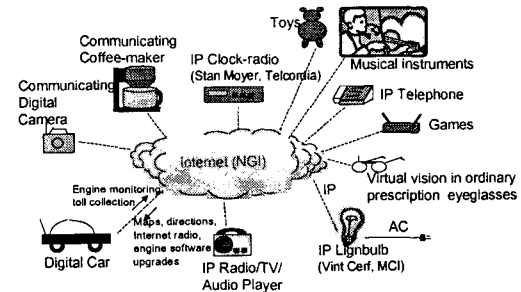 Toys
Communicating
Coffee-maker
IP Clock-radio
(Stan Moyer, Telcordia)
Musical instruments
Communicating
Digital
Camera
IP Telephone
Games
Internet (NGI)
Virtual vision in ordinary
prescription eyeglasses
IP
Engine monitoring
toll collection
Maps, directions,
Internet radio,
engine software
upgrades
Digital Car
IP Radio/TV/
Audio Player
AC
IP Lignbulb
(Vint Cerf, MCI)